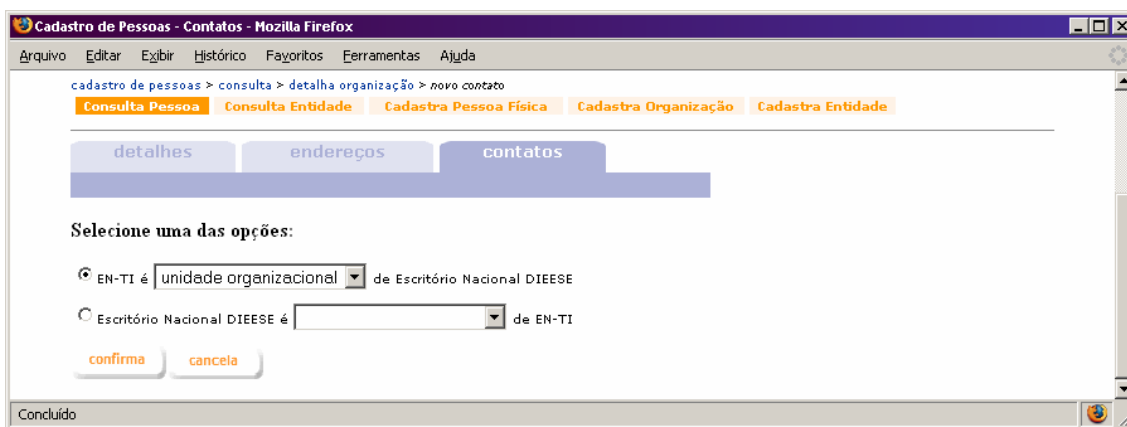 Cadastro de Pessoas - Contatos - Mozilla Firefox
Arquivo Editar Exibir Histórico Favoritos Ferramentas Ajuda
cadastro de pessoas > consulta > detalha organização > novo contato
Consulta Pessoa Consulta Entidade Cadastra Pessoa Física Cadastra Organização Cadastra Entidade
detalhes endereços contatos
Selecione uma das opções:
EN-TI é unidade organizacional de Escritório Nacional DIEESE
Escritório Nacional DIEESE é de EN-TI
confirma cancela
Concluído